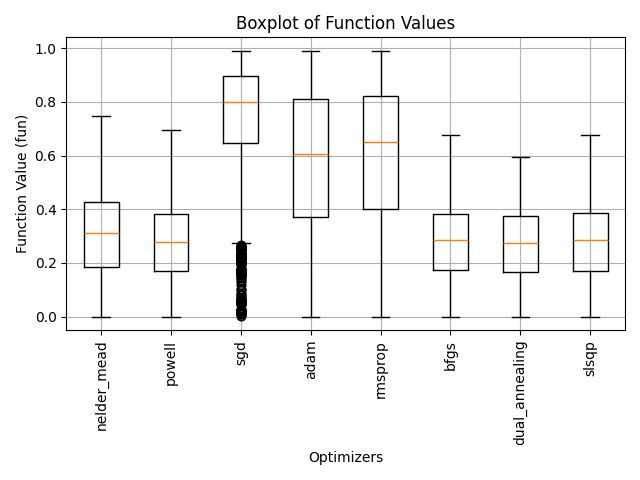 Boxplot of Function Values
Function Value (fun)
1.0
0.8
0.6
0.4
0.2
0.0
nelder_mead
powell
sgd
adam
rmsprop
bfgs
dual_annealing
slsqp
Optimizers